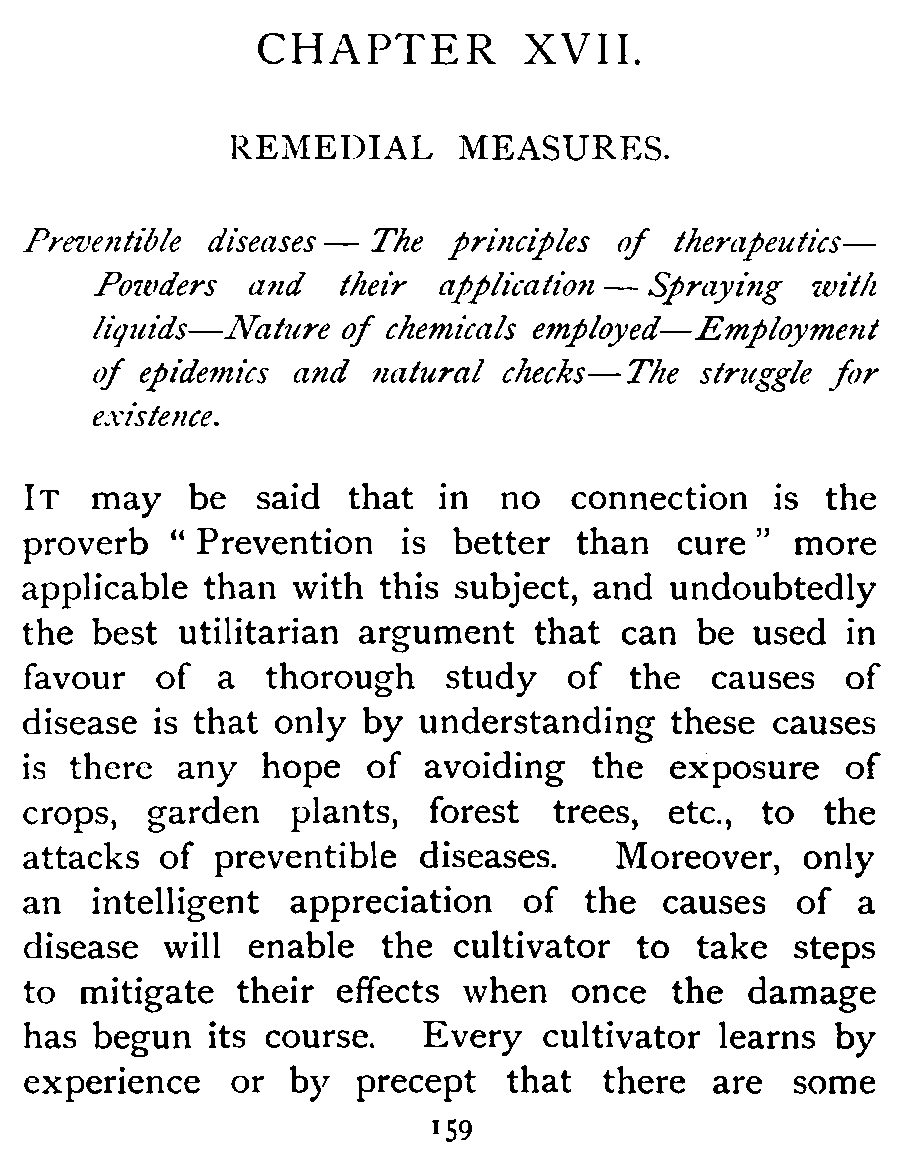 CHAPTER XVII.
REMEDIAL MEASURES.
Preventible diseases — The principles of therapeutics—
Powders and their application — Spraying with
liquids—Nature of chemicals employed—Employment
of epidemics and natural checks—The struggle for
existence.
IT may be said that in no connection is the
proverb “ Prevention is better than cure ” more
applicable than with this subject, and undoubtedly
the best utilitarian argument that can be used in
favour of a thorough study of the causes of
disease is that only by understanding these causes
is there any hope of avoiding the exposure of
crops, garden plants, forest trees, etc., to the
attacks of preventible diseases. Moreover, only
an intelligent appreciation of the causes of a
disease will enable the cultivator to take steps
to mitigate their effects when once the damage
has begun its course. Every cultivator learns by
experience or by precept that there are some
159